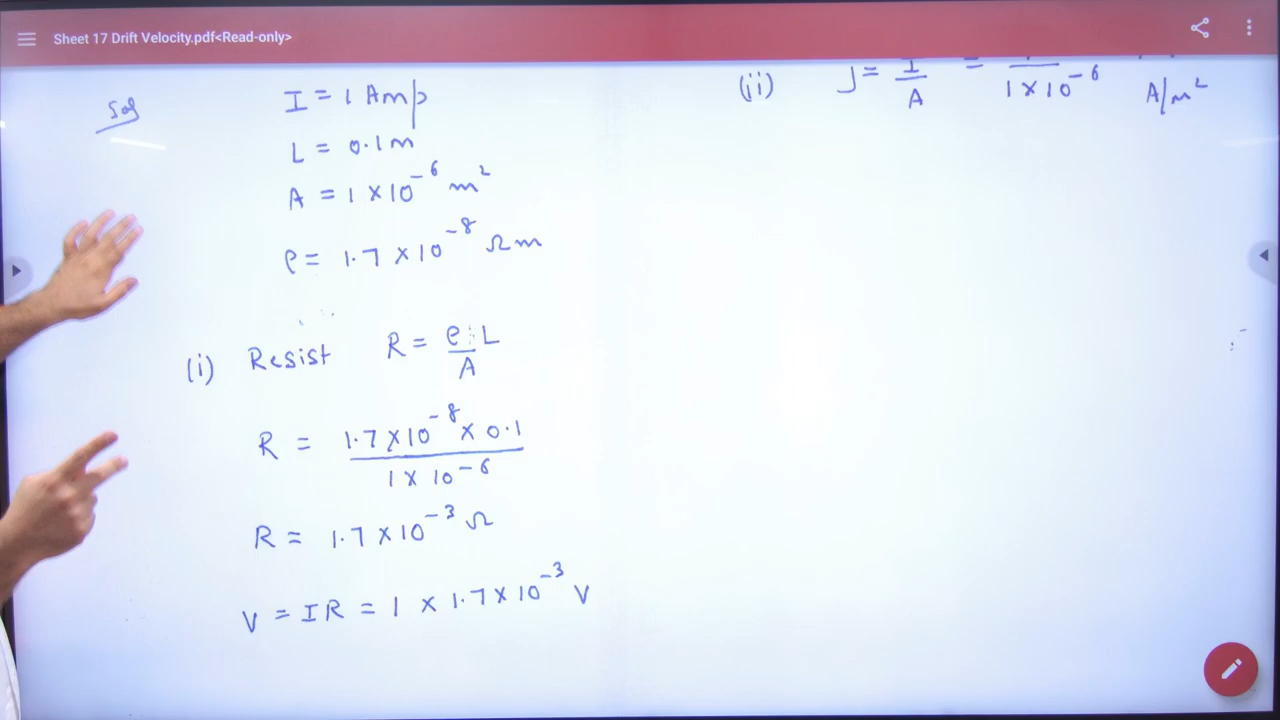 Sheet 17 Drift Velocity.pdf<Read-only>
Sol
I = 1 Amp
L = 0.1m
A = 1 × 10⁻⁶ m²
ρ = 1.7 × 10⁻⁸ Ωm
(i) Resist R = ρL/A
R = 1.7 × 10⁻⁸ × 0.1 / 1 × 10⁻⁶
R = 1.7 × 10⁻³ Ω
V = IR = 1 × 1.7 × 10⁻³ V
(ii) J = I/A = 1 × 10⁻⁶ A/m²